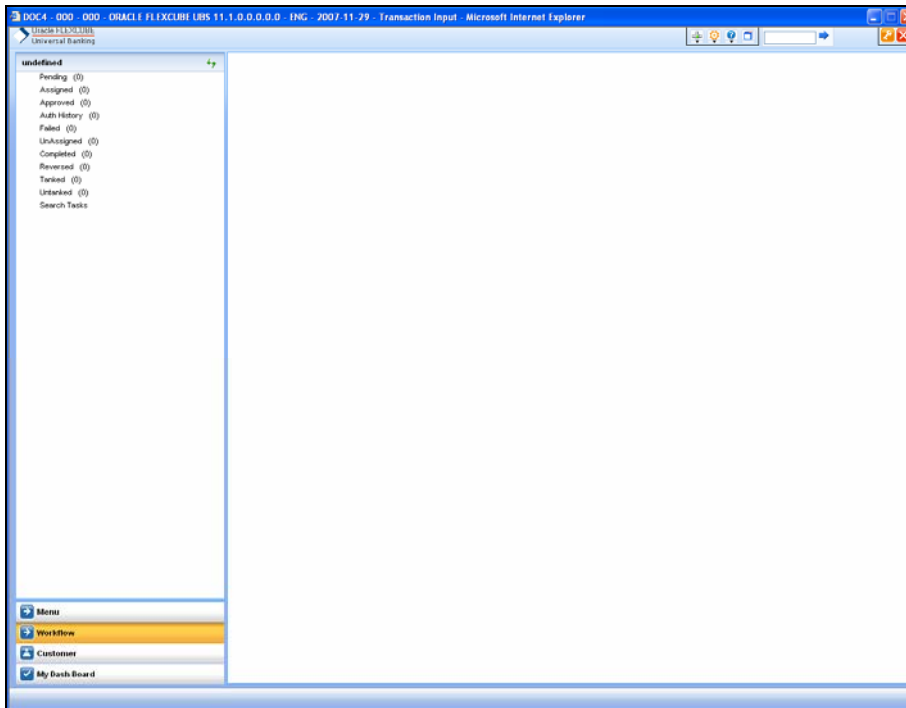 DOC4 - 000 - 000 - ORACLE FLEXCUBE UBS 11.1.0.0.0.0.0 - ENG - 2007-11-29 - Transaction Input - Microsoft Internet Explorer
Oracle FLEXCUBE
Universal Banking
undefined
Pending (0)
Assigned (0)
Approved (0)
Auth History (0)
Failed (0)
UnAssigned (0)
Completed (0)
Reversed (0)
Tanked (0)
Untanked (0)
Search Tasks
Menu
Workflow
Customer
My Dash Board